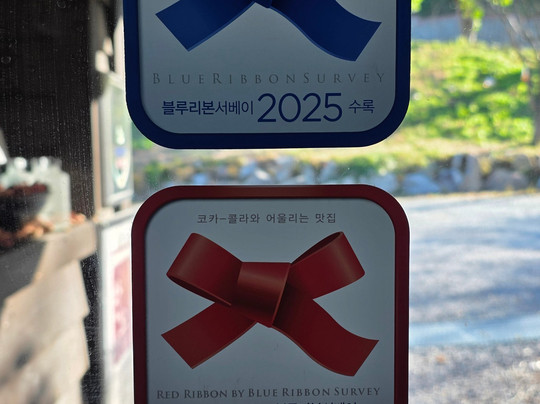 BLUE RIBBON SURVEY
블루리본서베이 2025 수록
코카-콜라와 어울리는 맛집
RED RIBBON BY BLUE RIBBON SURVEY